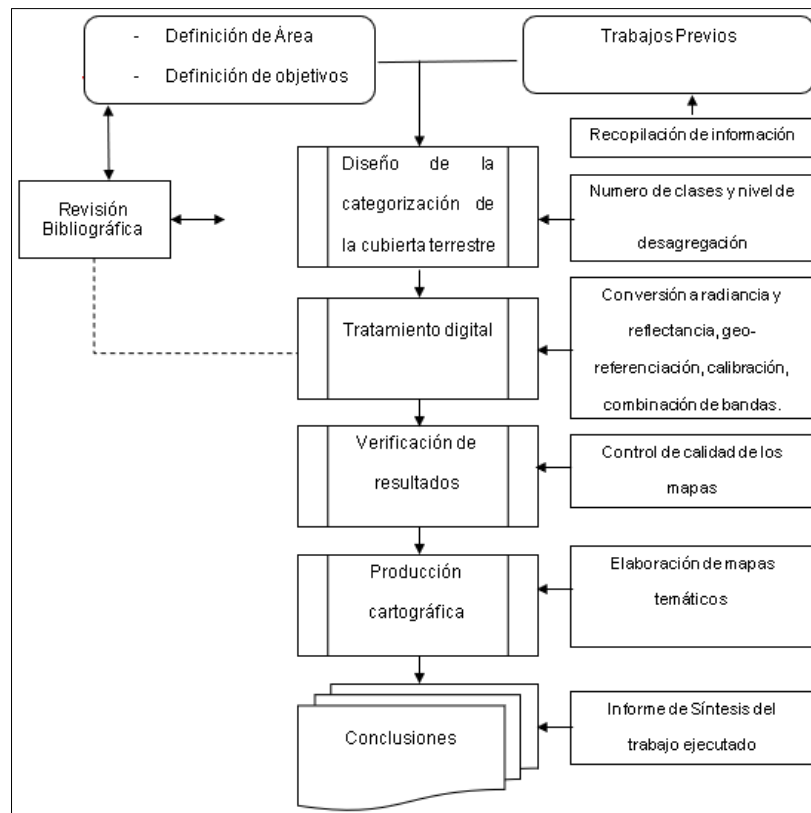 - Definición de Área
- Definición de objetivos
Trabajos Previos
Recopilación de información
Revisión
Bibliográfica
Diseño de la
categorización de
la cubierta terrestre
Numero de clases y nivel de
desagregación
Tratamiento digital
Conversión a radiancia y
reflectancia, geo-
referenciación, calibración,
combinación de bandas.
Verificación de
resultados
Control de calidad de los
mapas
Producción
cartográfica
Elaboración de mapas
temáticos
Conclusiones
Informe de Síntesis del
trabajo ejecutado